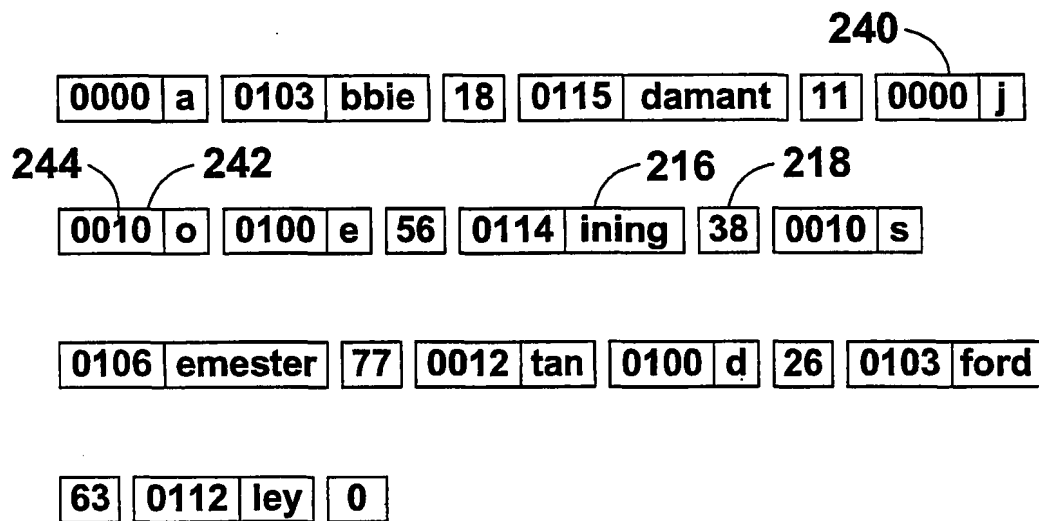 240
0000 a 0103 bbie 18 0115 damant 11 0000 j
244 242 216 218
0010 o 0100 e 56 0114 ining 38 0010 s
0106 emester 77 0012 tan 0100 d 26 0103 ford
63 0112 ley 0